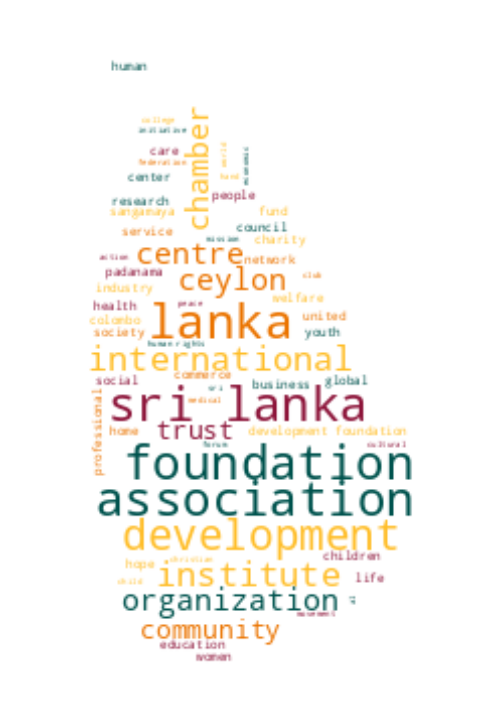 human
college
initiative
chamber
care
world
economic
federation
center
hand
people
research
sangamaya
fund
service
council
mission
charity
centre
action
network
padanama
ceylon
club
industry
health
peace
welfare
lanka
colombo
united
society
youth
human rights
international
commerce
social
sri
business
global
professional
sri lanka
medical
home
trust
development foundation
forum
cultural
foundation
association
development
children
christian
hope
institute
child
life
organization
movement
community
education
women